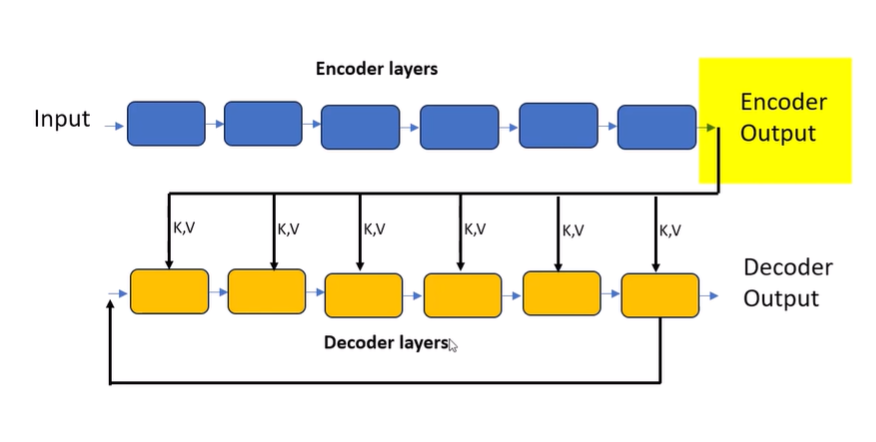 Encoder layers
Input
Encoder
Output
K,V
K,V
K,V
K,V
K,V
K,V
Decoder
Output
Decoder layers